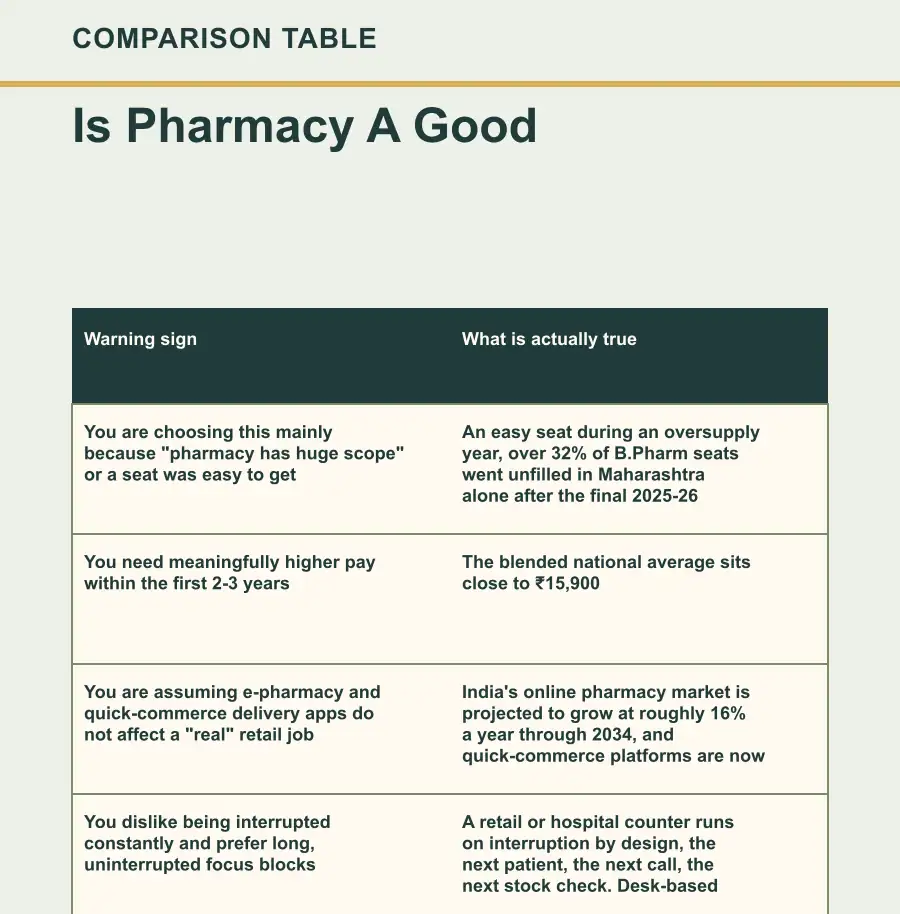 COMPARISON TABLE
Is Pharmacy A Good
Warning sign
What is actually true
You are choosing this mainly
because "pharmacy has huge scope"
or a seat was easy to get
An easy seat during an oversupply
year, over 32% of B.Pharm seats
went unfilled in Maharashtra
alone after the final 2025-26
You need meaningfully higher pay
within the first 2-3 years
The blended national average sits
close to ₹15,900
You are assuming e-pharmacy and
quick-commerce delivery apps do
not affect a "real" retail job
India's online pharmacy market is
projected to grow at roughly 16%
a year through 2034, and
quick-commerce platforms are now
You dislike being interrupted
constantly and prefer long,
uninterrupted focus blocks
A retail or hospital counter runs
on interruption by design, the
next patient, the next call, the
next stock check. Desk-based